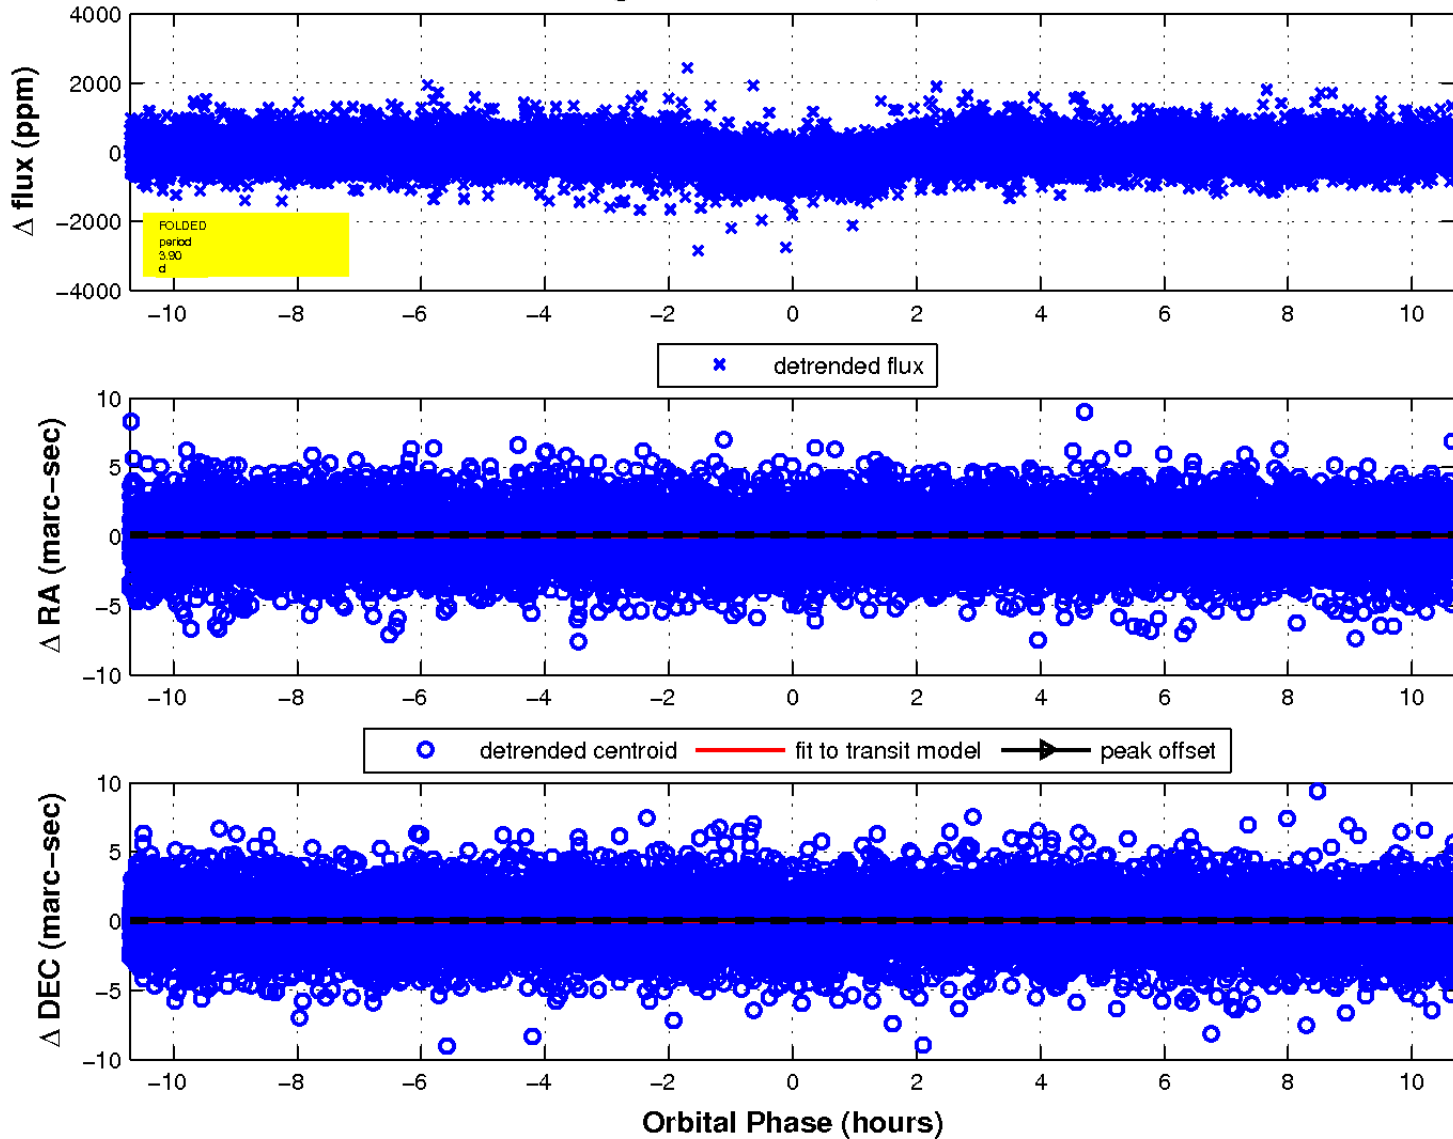 4000
2000
0
−2000
−4000
Δ flux (ppm)
FOLDED
period
3.90
d
−10 −8 −6 −4 −2 0 2 4 6 8 10
detrended flux
10
5
0
−5
−10
Δ RA (marc−sec)
−10 −8 −6 −4 −2 0 2 4 6 8 10
detrended centroid fit to transit model peak offset
10
5
0
−5
−10
Δ DEC (marc−sec)
−10 −8 −6 −4 −2 0 2 4 6 8 10
Orbital Phase (hours)